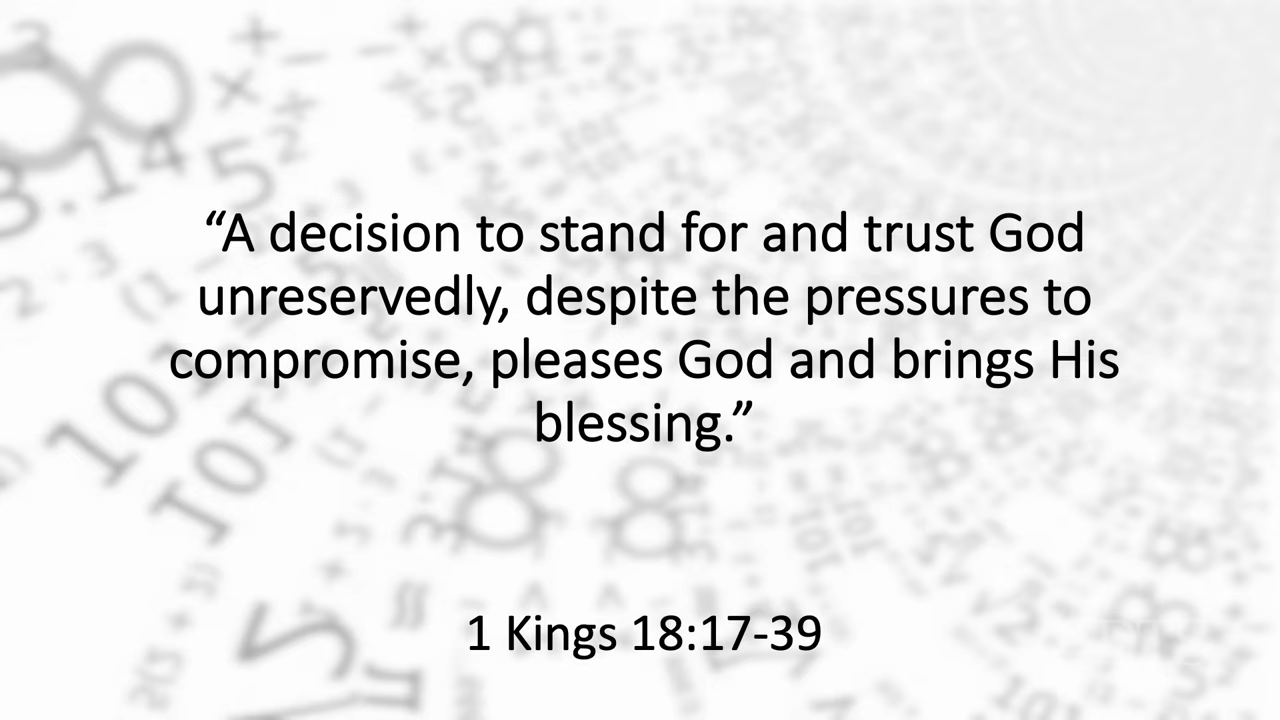 “A decision to stand for and trust God
unreservedly, despite the pressures to
compromise, pleases God and brings His
blessing.”
1 Kings 18:17-39